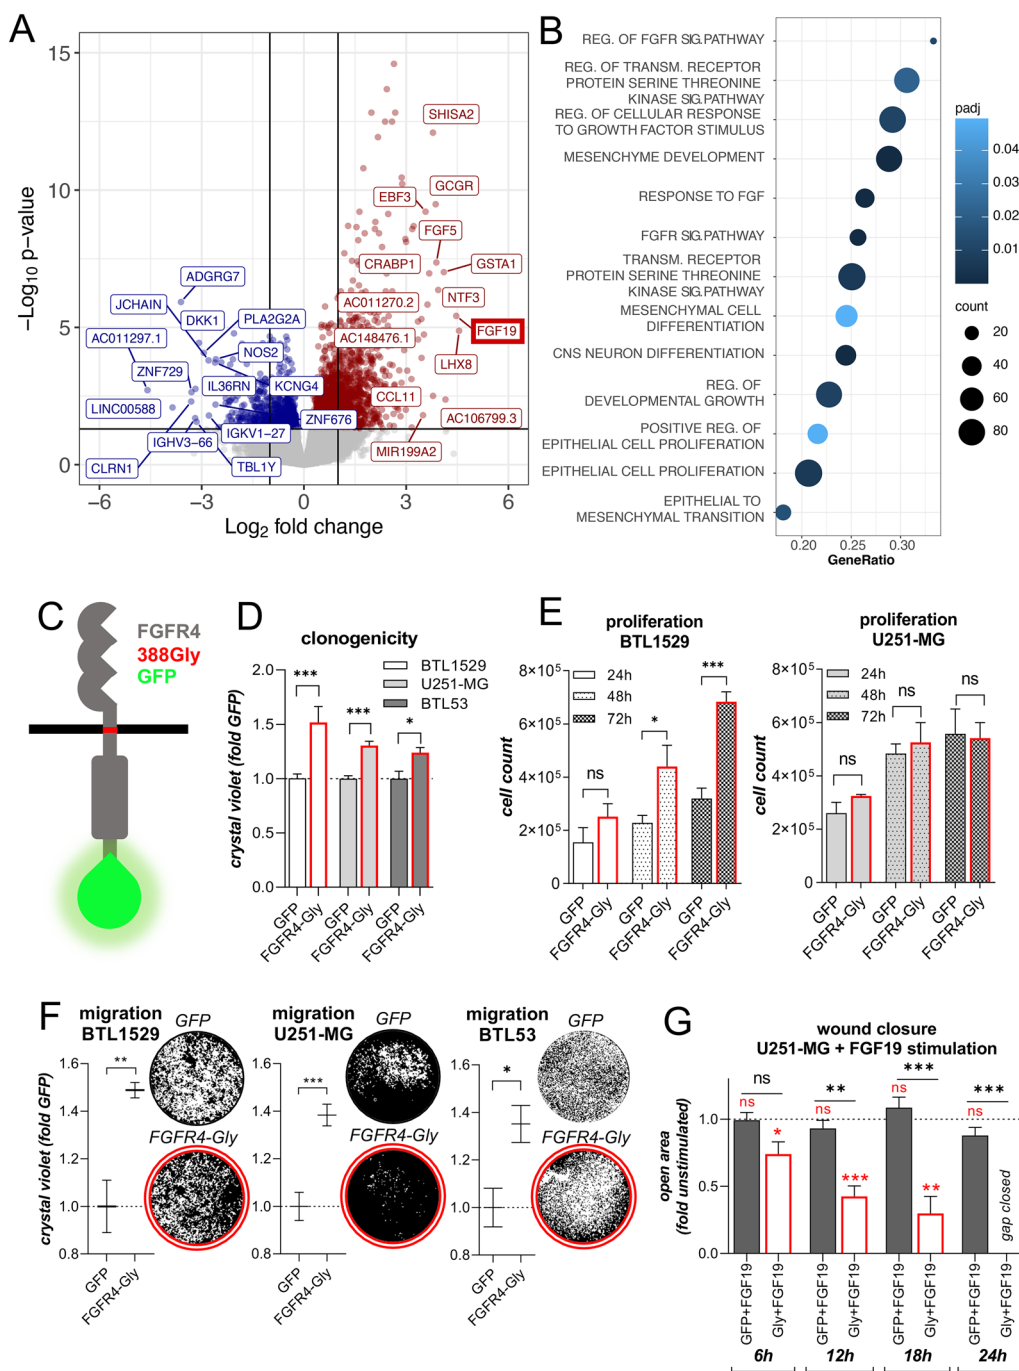 A
15
10
5
0
−Log10 p-value
−6
−3
0
3
6
Log2 fold change
SHISA2
GCGR
EBF3
FGF5
CRABP1
GSTA1
NTF3
AC011270.2
FGF19
AC148476.1
LHX8
CCL11
AC106799.3
MIR199A2
ADGRG7
JCHAIN
DKK1
PLA2G2A
AC011297.1
NOS2
ZNF729
IL36RN
KCNG4
LINC00588
ZNF676
IGKV1−27
IGHV3−66
CLRN1
TBL1Y
B
REG. OF FGFR SIG.PATHWAY
REG. OF TRANSM. RECEPTOR
PROTEIN SERINE THREONINE
KINASE SIG.PATHWAY
REG. OF CELLULAR RESPONSE
TO GROWTH FACTOR STIMULUS
MESENCHYME DEVELOPMENT
RESPONSE TO FGF
FGFR SIG.PATHWAY
TRANSM. RECEPTOR
PROTEIN SERINE THREONINE
KINASE SIG.PATHWAY
MESENCHYMAL CELL
DIFFERENTIATION
CNS NEURON DIFFERENTIATION
REG. OF
DEVELOPMENTAL GROWTH
POSITIVE REG. OF
EPITHELIAL CELL PROLIFERATION
EPITHELIAL CELL PROLIFERATION
EPITHELIAL TO
MESENCHYMAL TRANSITION
0.20
0.25
0.30
GeneRatio
padj
0.04
0.03
0.02
0.01
count
20
40
60
80
C
FGFR4
388Gly
GFP
D
clonogenicity
crystal violet (fold GFP)
2.0
1.5
1.0
0.5
0.0
BTL1529
U251-MG
BTL53
***
***
*
GFP
FGFR4-Gly
GFP
FGFR4-Gly
GFP
FGFR4-Gly
E
proliferation
BTL1529
cell count
8×10⁵
6×10⁵
4×10⁵
2×10⁵
0
24h
48h
72h
ns
*
***
GFP
FGFR4-Gly
GFP
FGFR4-Gly
GFP
FGFR4-Gly
proliferation
U251-MG
cell count
8×10⁵
6×10⁵
4×10⁵
2×10⁵
0
24h
48h
72h
ns
ns
ns
GFP
FGFR4-Gly
GFP
FGFR4-Gly
GFP
FGFR4-Gly
F
migration
BTL1529
crystal violet (fold GFP)
1.6
1.4
1.2
1.0
0.8
**
GFP
FGFR4-Gly
GFP
FGFR4-Gly
migration
U251-MG
1.6
1.4
1.2
1.0
0.8
***
GFP
FGFR4-Gly
GFP
FGFR4-Gly
migration
BTL53
1.6
1.4
1.2
1.0
0.8
*
GFP
FGFR4-Gly
GFP
FGFR4-Gly
G
wound closure
U251-MG + FGF19 stimulation
open area
(fold unstimulated)
1.0
0.5
0.0
ns
**
***
***
ns
*
ns
***
ns
**
ns
gap closed
GFP+FGF19
Gly+FGF19
GFP+FGF19
Gly+FGF19
GFP+FGF19
Gly+FGF19
GFP+FGF19
Gly+FGF19
6h
12h
18h
24h